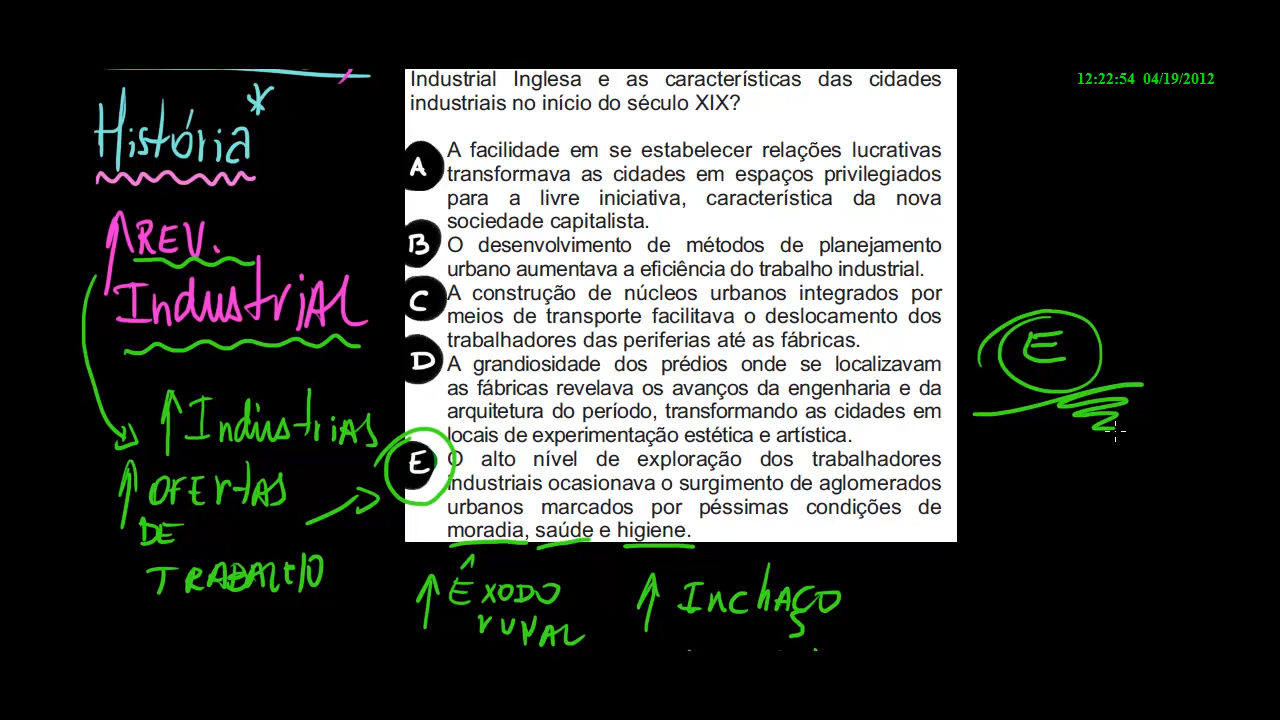 12:22:54 04/19/2012
História*
REV.
IndustriAL
↑ IndústriAS
↑ OFERtAS
DE
TRABALHO
Industrial Inglesa e as características das cidades
industriais no início do século XIX?
A A facilidade em se estabelecer relações lucrativas
transformava as cidades em espaços privilegiados
para a livre iniciativa, característica da nova
sociedade capitalista.
B O desenvolvimento de métodos de planejamento
urbano aumentava a eficiência do trabalho industrial.
C A construção de núcleos urbanos integrados por
meios de transporte facilitava o deslocamento dos
trabalhadores das periferias até as fábricas.
D A grandiosidade dos prédios onde se localizavam
as fábricas revelava os avanços da engenharia e da
arquitetura do período, transformando as cidades em
locais de experimentação estética e artística.
E O alto nível de exploração dos trabalhadores
industriais ocasionava o surgimento de aglomerados
urbanos marcados por péssimas condições de
moradia, saúde e higiene.
↑ ÊXODO
rurAL
↑ InchAÇO
E